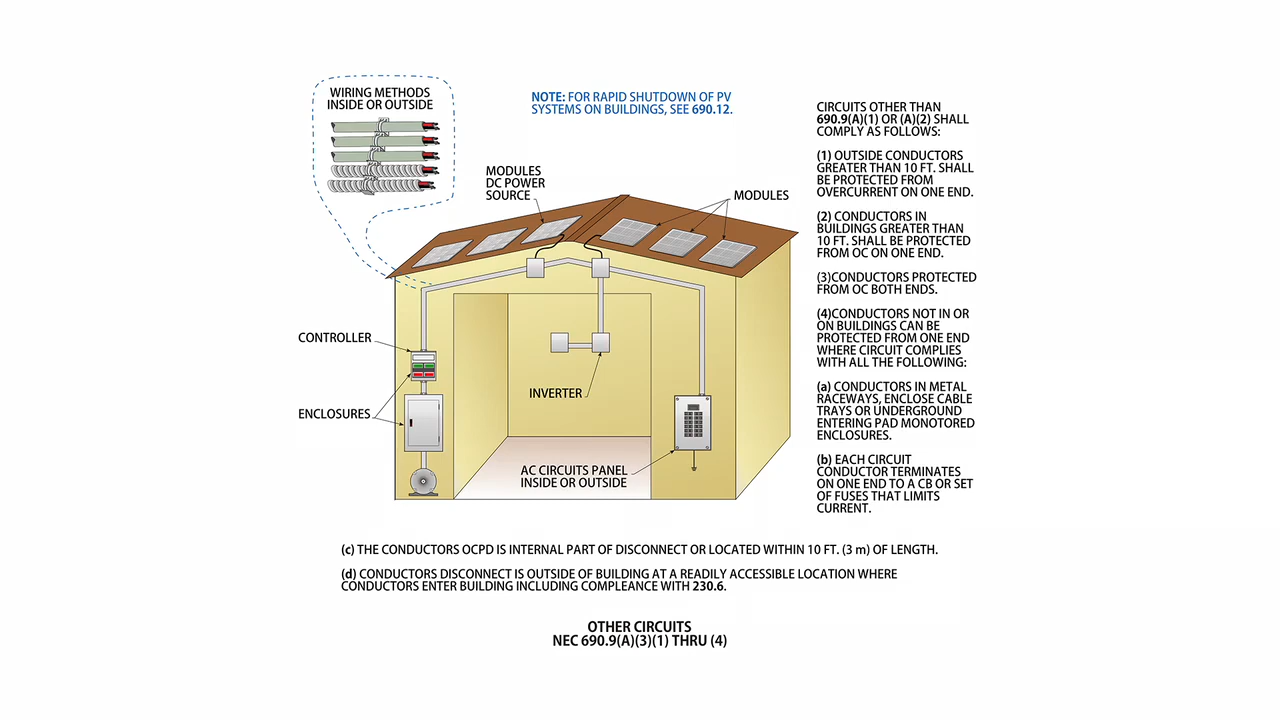 WIRING METHODS
INSIDE OR OUTSIDE
NOTE: FOR RAPID SHUTDOWN OF PV
SYSTEMS ON BUILDINGS, SEE 690.12.
MODULES
DC POWER
SOURCE
MODULES
CONTROLLER
ENCLOSURES
INVERTER
AC CIRCUITS PANEL
INSIDE OR OUTSIDE
CIRCUITS OTHER THAN
690.9(A)(1) OR (A)(2) SHALL
COMPLY AS FOLLOWS:
(1) OUTSIDE CONDUCTORS
GREATER THAN 10 FT. SHALL
BE PROTECTED FROM
OVERCURRENT ON ONE END.
(2) CONDUCTORS IN
BUILDINGS GREATER THAN
10 FT. SHALL BE PROTECTED
FROM OC ON ONE END.
(3)CONDUCTORS PROTECTED
FROM OC BOTH ENDS.
(4)CONDUCTORS NOT IN OR
ON BUILDINGS CAN BE
PROTECTED FROM ONE END
WHERE CIRCUIT COMPLIES
WITH ALL THE FOLLOWING:
(a) CONDUCTORS IN METAL
RACEWAYS, ENCLOSE CABLE
TRAYS OR UNDERGROUND
ENTERING PAD MONOTORED
ENCLOSURES.
(b) EACH CIRCUIT
CONDUCTOR TERMINATES
ON ONE END TO A CB OR SET
OF FUSES THAT LIMITS
CURRENT.
(c) THE CONDUCTORS OCPD IS INTERNAL PART OF DISCONNECT OR LOCATED WITHIN 10 FT. (3 m) OF LENGTH.
(d) CONDUCTORS DISCONNECT IS OUTSIDE OF BUILDING AT A READILY ACCESSIBLE LOCATION WHERE
CONDUCTORS ENTER BUILDING INCLUDING COMPLEANCE WITH 230.6.
OTHER CIRCUITS
NEC 690.9(A)(3)(1) THRU (4)